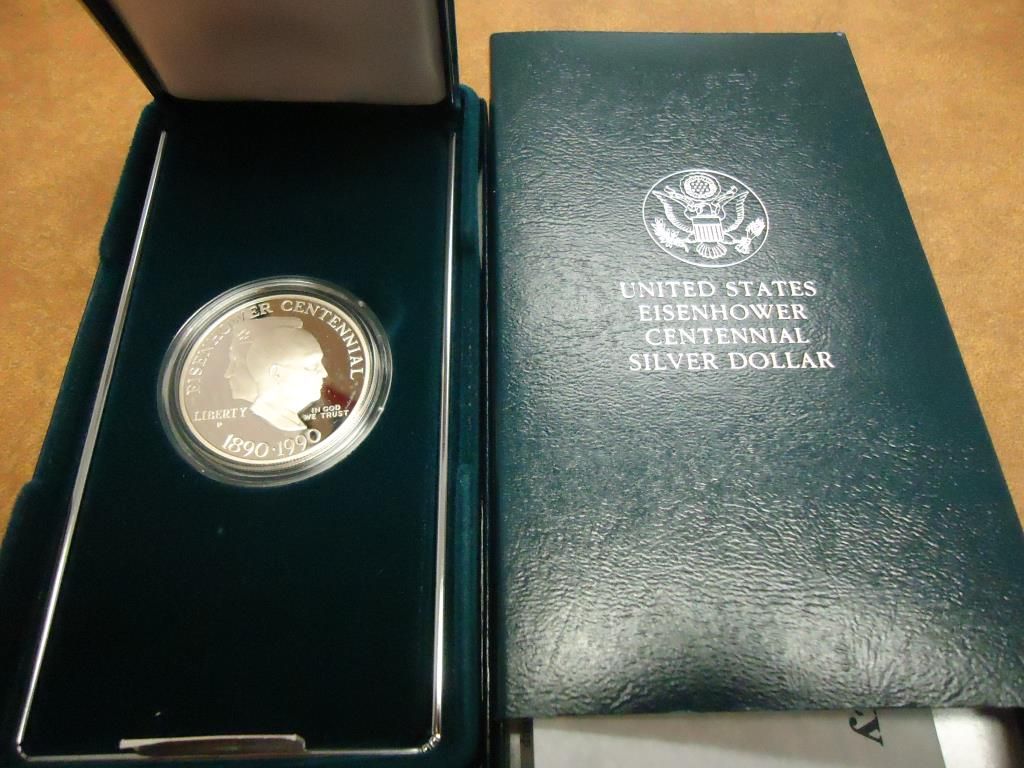 EISENHOWER CENTENNIAL
LIBERTY
P
IN GOD
WE TRUST
1890·1990
UNITED STATES
EISENHOWER
CENTENNIAL
SILVER DOLLAR